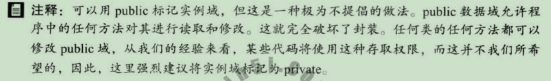 注释：可以用 public 标记实例域，但这是一种极为不提倡的做法。public 数据域允许程
序中的任何方法对其进行读取和修改。这就完全破坏了封装。任何类的任何方法都可以
修改 public 域，从我们的经验来看，某些代码将使用这种存取权限，而这并不我们所希
望的，因此，这里强烈建议将实例域标记为 private。